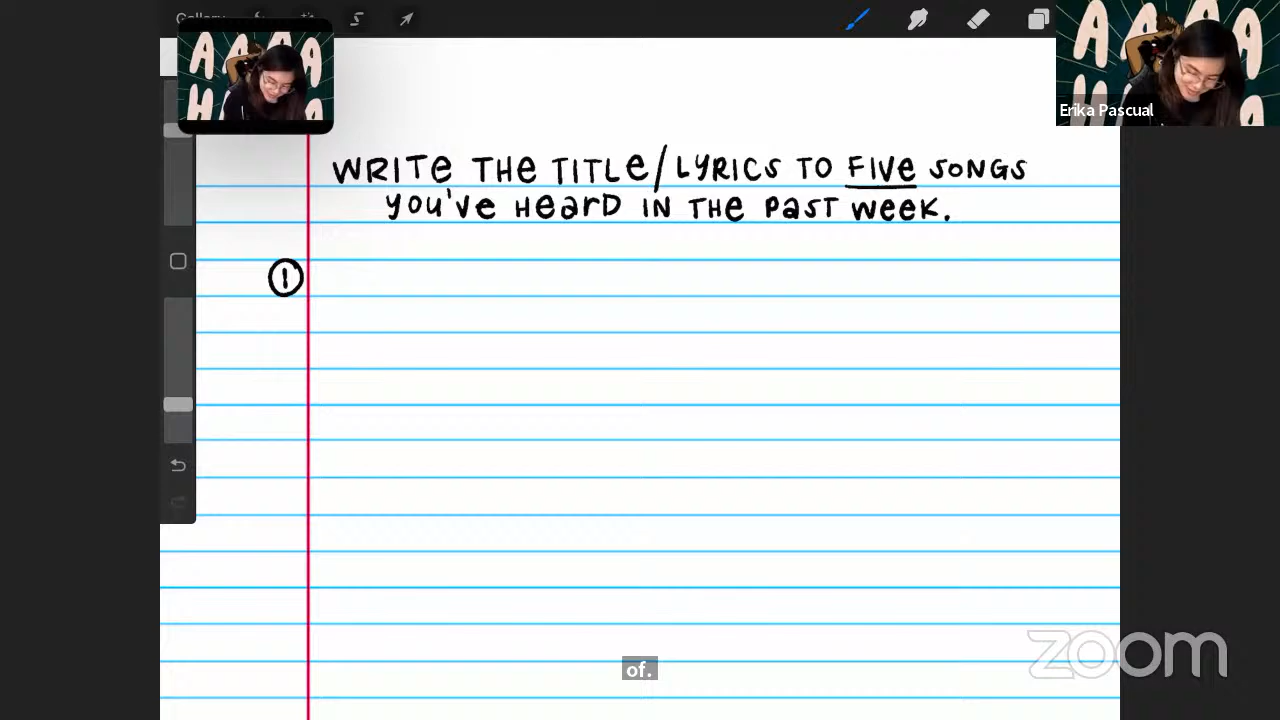 Gallery
Erika Pascual
WRITE THE TITLE/LYRICS TO FIVE SONGS
YOU'VE HEARD IN THE PAST WEEK.
1
zoom
of.